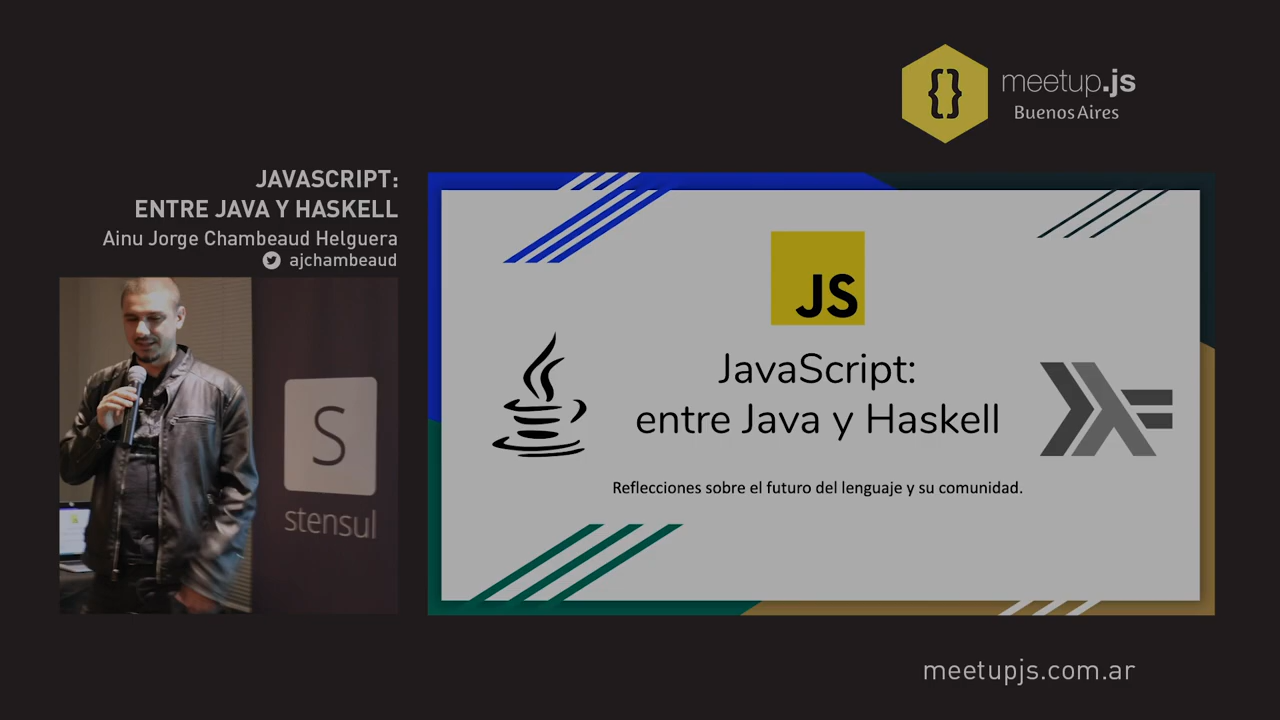 {}
meetup.js
Buenos Aires
JAVASCRIPT:
ENTRE JAVA Y HASKELL
Ainu Jorge Chambeaud Helguera
ajchambeaud
S
stensul
JS
JavaScript:
entre Java y Haskell
Reflecciones sobre el futuro del lenguaje y su comunidad.
meetupjs.com.ar